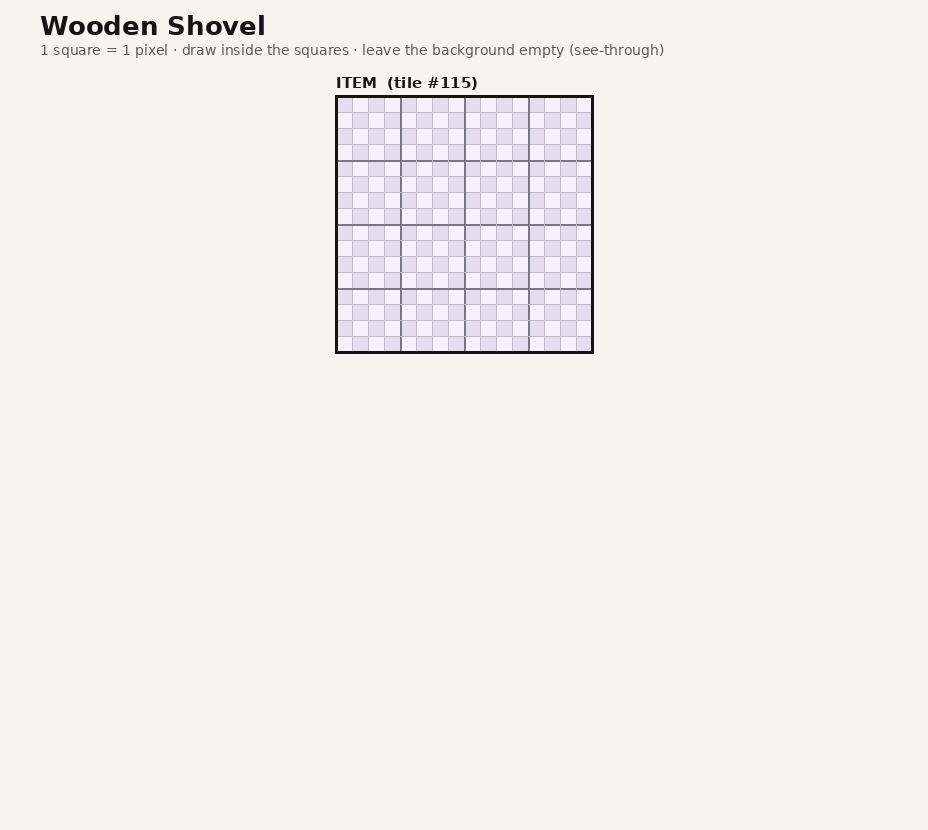 Wooden Shovel
1 square = 1 pixel · draw inside the squares · leave the background empty (see-through)
ITEM (tile #115)